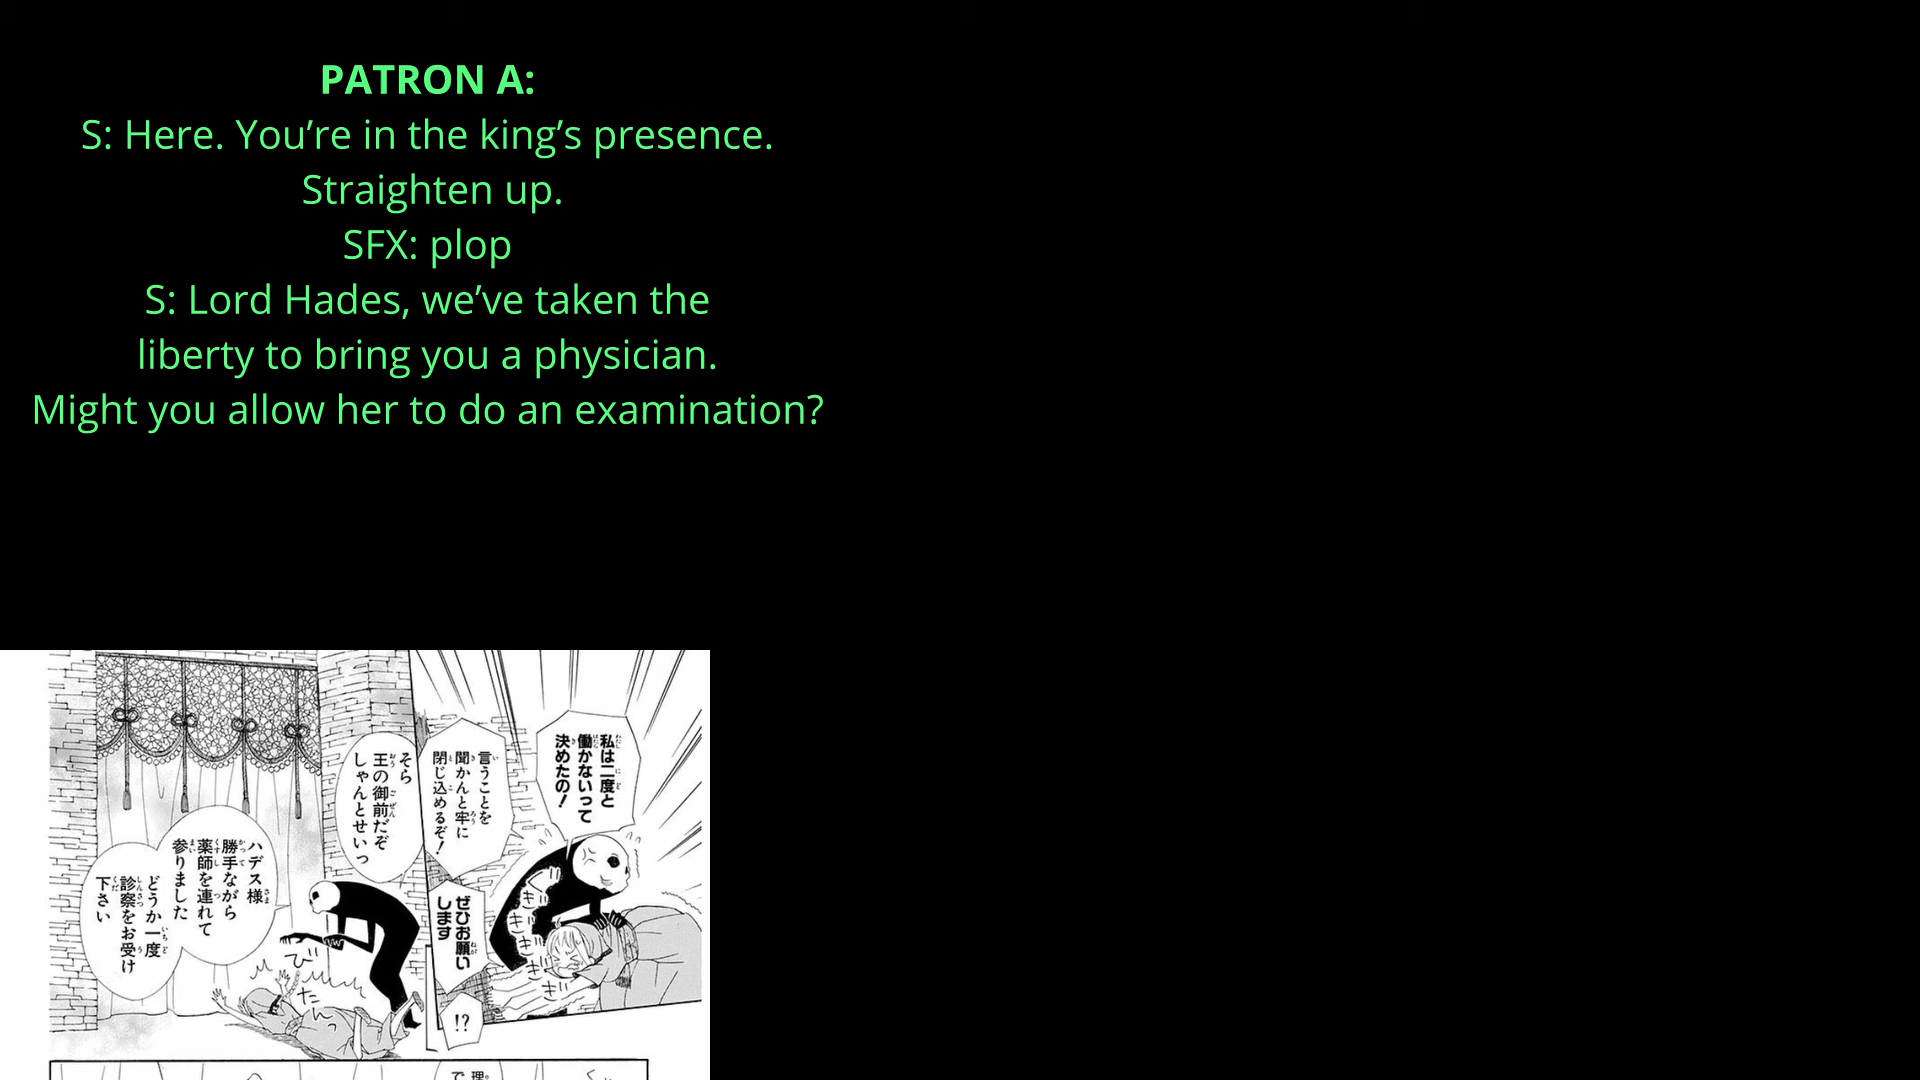 PATRON A:
S: Here. You’re in the king’s presence.
Straighten up.
SFX: plop
S: Lord Hades, we’ve taken the
liberty to bring you a physician.
Might you allow her to do an examination?
私は二度と
働かないって
決めたの!
言うことを
聞かんと牢に
閉じ込めるぞ!
ぜひお願い
します
!?
そら
王の御前だぞ
しゃんとせいっ
ハデス様
勝手ながら
薬師を連れて
参りました
どうか一度
診察をお受け
下さい
びたーんっ